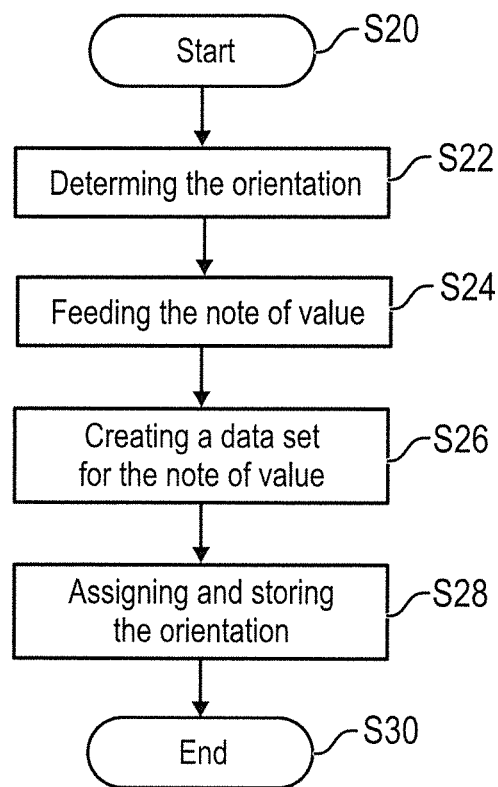 Start
S20
Determing the orientation
S22
Feeding the note of value
S24
Creating a data set
for the note of value
S26
Assigning and storing
the orientation
S28
End
S30